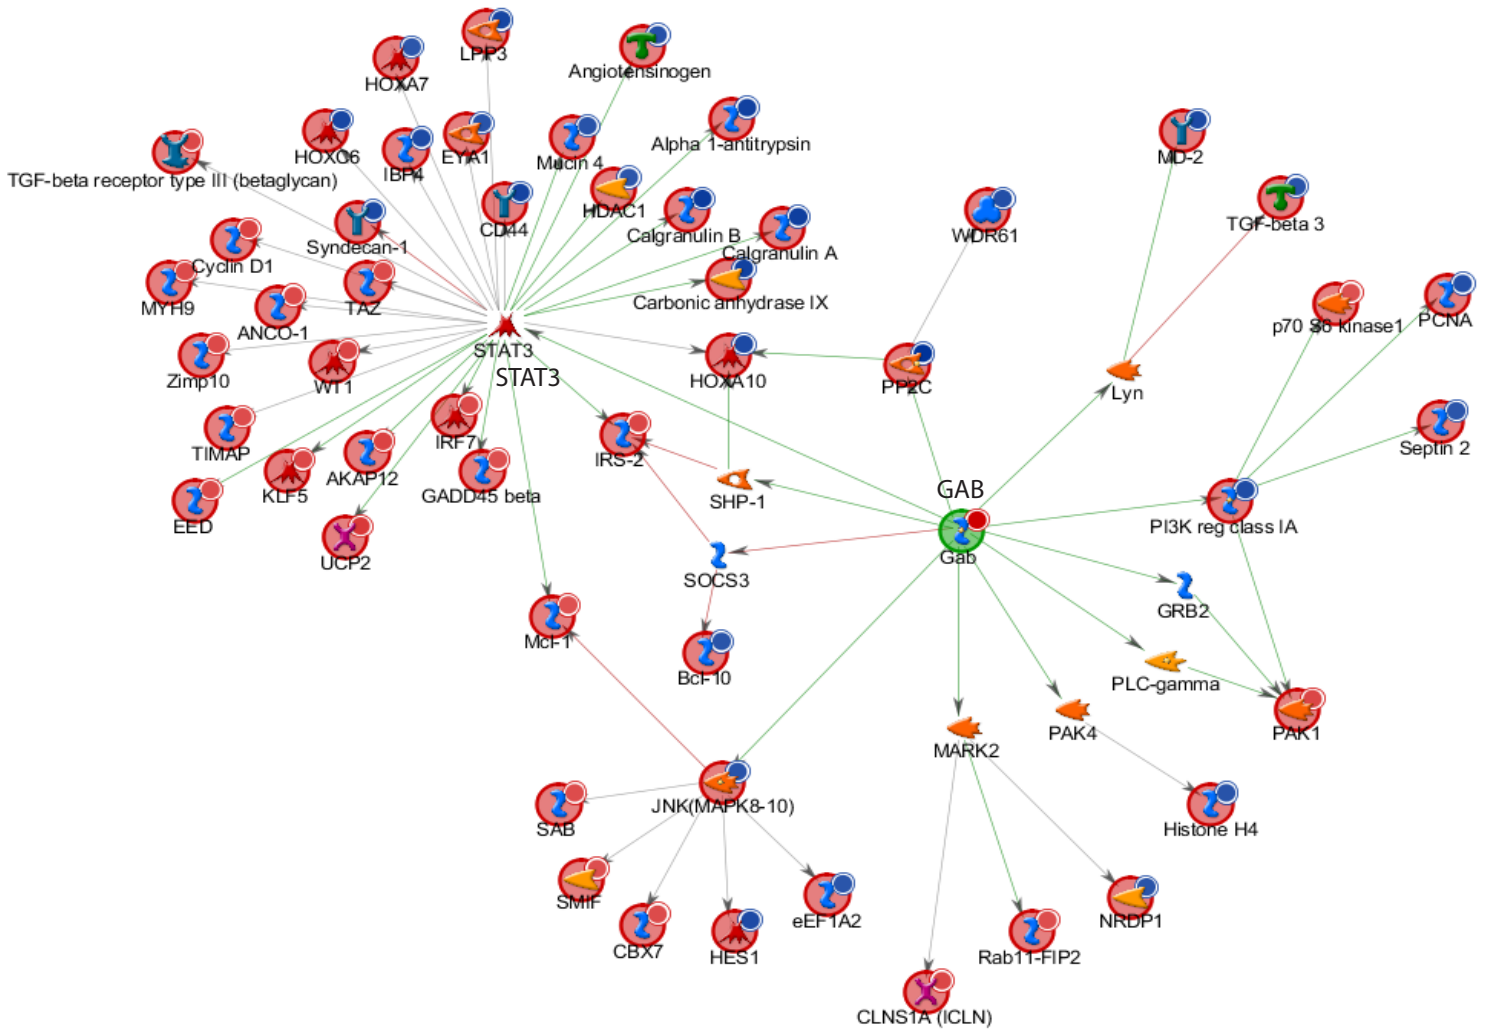 LPP3
Angiotensinogen
HOXA7
Alpha 1-antitrypsin
HOXC6
IBP4
EYA1
Mucin 4
MD-2
TGF-beta receptor type III (betaglycan)
HDAC1
TGF-beta 3
CD44
Calgranulin B
WDR61
Syndecan-1
Calgranulin A
Cyclin D1
Carbonic anhydrase IX
MYH9
TAZ
ANCO-1
p70 S6 kinase1
PCNA
STAT3
STAT3
Zimp10
WT1
HOXA10
PP2C
Lyn
IRF7
TIMAP
IRS-2
Septin 2
AKAP12
KLF5
GADD45 beta
SHP-1
GAB
EED
PI3K reg class IA
Gab
UCP2
SOCS3
GRB2
Mcl-1
Bcl-10
PLC-gamma
PAK1
PAK4
MARK2
JNK(MAPK8-10)
SAB
Histone H4
SMIF
eEF1A2
NRDP1
CBX7
HES1
Rab11-FIP2
CLNS1A (ICLN)